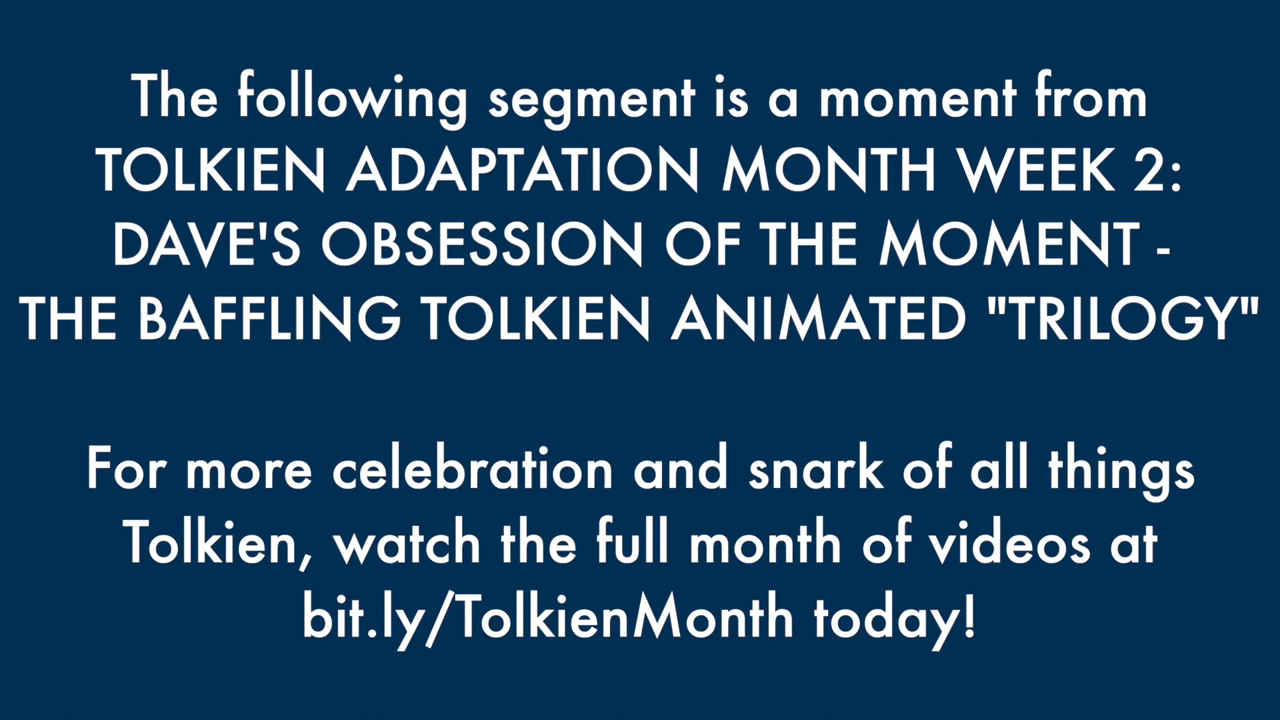 The following segment is a moment from
TOLKIEN ADAPTATION MONTH WEEK 2:
DAVE'S OBSESSION OF THE MOMENT -
THE BAFFLING TOLKIEN ANIMATED "TRILOGY"
For more celebration and snark of all things
Tolkien, watch the full month of videos at
bit.ly/TolkienMonth today!